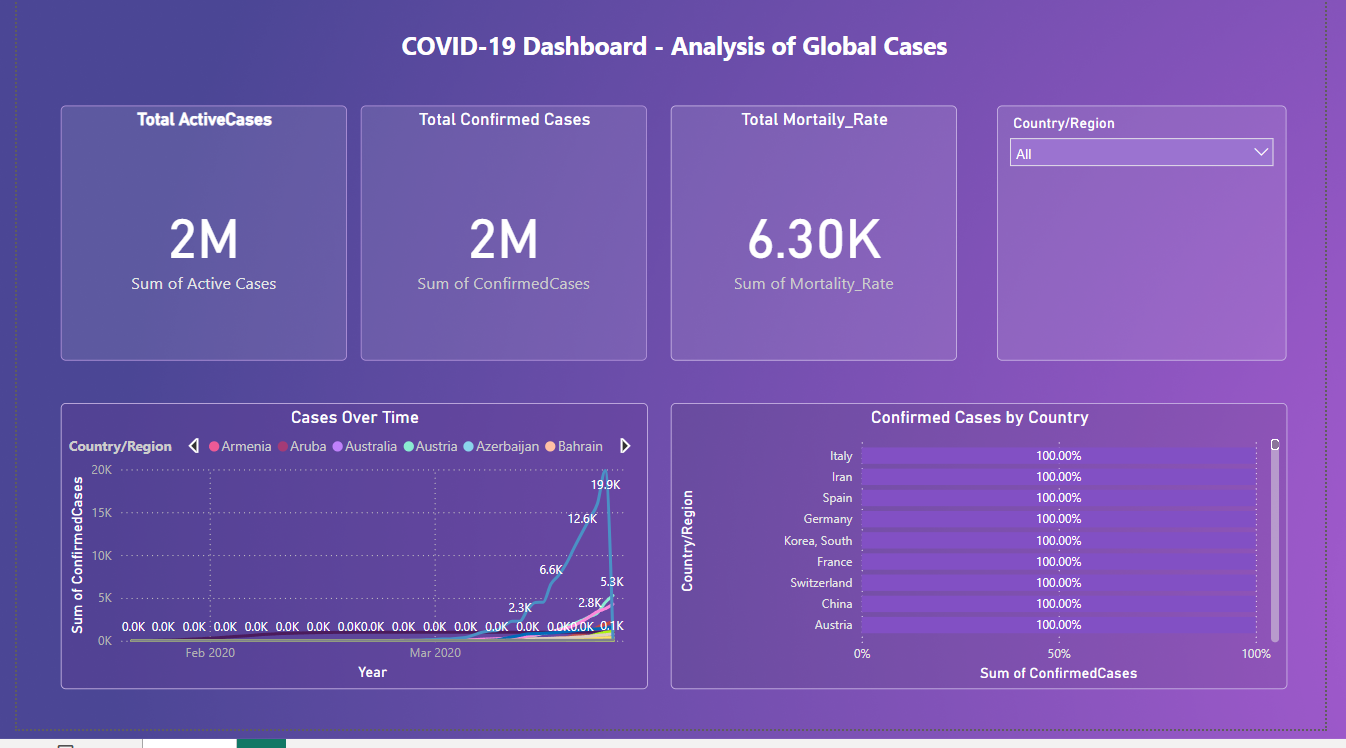 COVID-19 Dashboard - Analysis of Global Cases
Total ActiveCases
2M
Sum of Active Cases
Total Confirmed Cases
2M
Sum of ConfirmedCases
Total Mortaily_Rate
6.30K
Sum of Mortality_Rate
Country/Region
All
Cases Over Time
Country/Region Armenia Aruba Australia Austria Azerbaijan Bahrain
Sum of ConfirmedCases
20K
15K
10K
5K
0K
19.9K
12.6K
6.6K
5.3K
2.3K
2.8K
0.0K 0.0K 0.0K 0.0K 0.0K 0.0K 0.0K 0.0K 0.0K 0.0K 0.0K 0.0K 0.0K 0.0K 0.0K 0.0K 0.1K
Feb 2020 Mar 2020
Year
Confirmed Cases by Country
Country/Region
Italy 100.00%
Iran 100.00%
Spain 100.00%
Germany 100.00%
Korea, South 100.00%
France 100.00%
Switzerland 100.00%
China 100.00%
Austria 100.00%
0% 50% 100%
Sum of ConfirmedCases